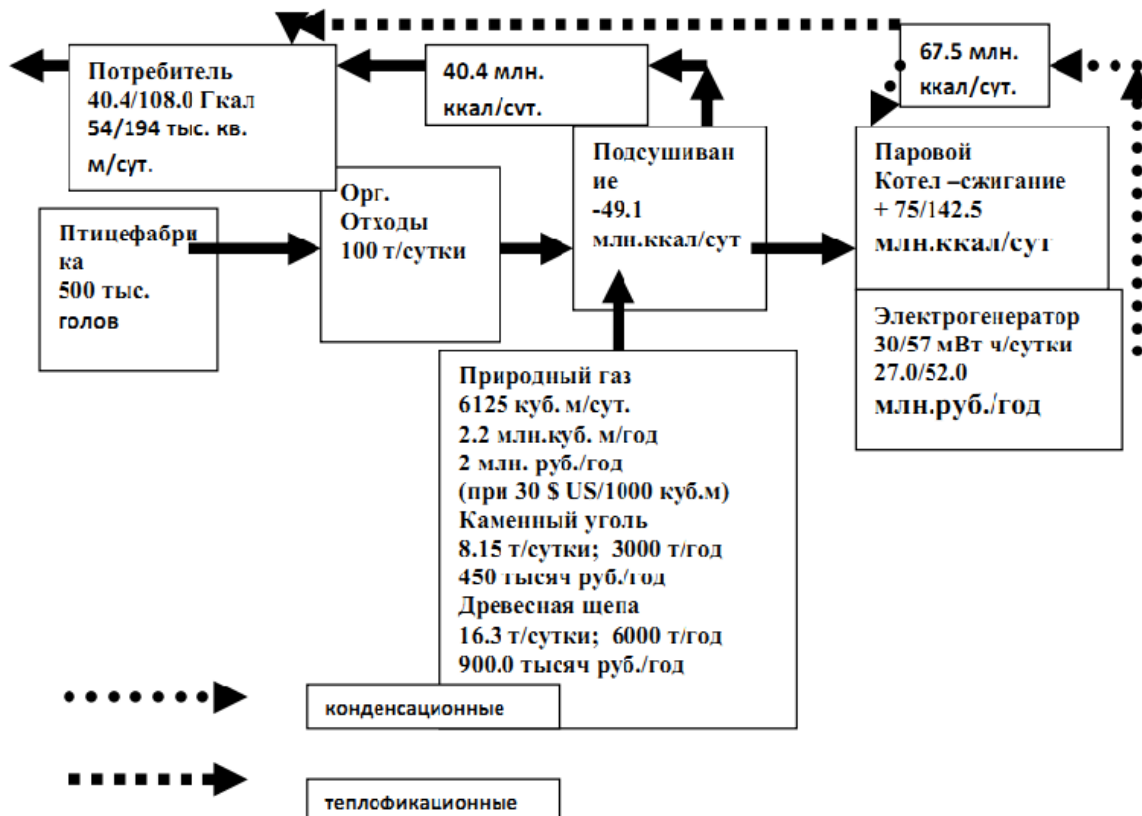 67.5 млн.
ккал/сут.
Потребитель
40.4/108.0 Гкал
54/194 тыс. кв.
м/сут.
40.4 млн.
ккал/сут.
Птицефабри
ка
500 тыс.
голов
Орг.
Отходы
100 т/сутки
Подсушиван
ие
-49.1
млн.ккал/сут
Паровой
Котел –сжигание
+ 75/142.5
млн.ккал/сут
Электрогенератор
30/57 мВт ч/сутки
27.0/52.0
млн.руб./год
Природный газ
6125 куб. м/сут.
2.2 млн.куб. м/год
2 млн. руб./год
(при 30 $ US/1000 куб.м)
Каменный уголь
8.15 т/сутки; 3000 т/год
450 тысяч руб./год
Древесная щепа
16.3 т/сутки; 6000 т/год
900.0 тысяч руб./год
конденсационные
теплофикационные